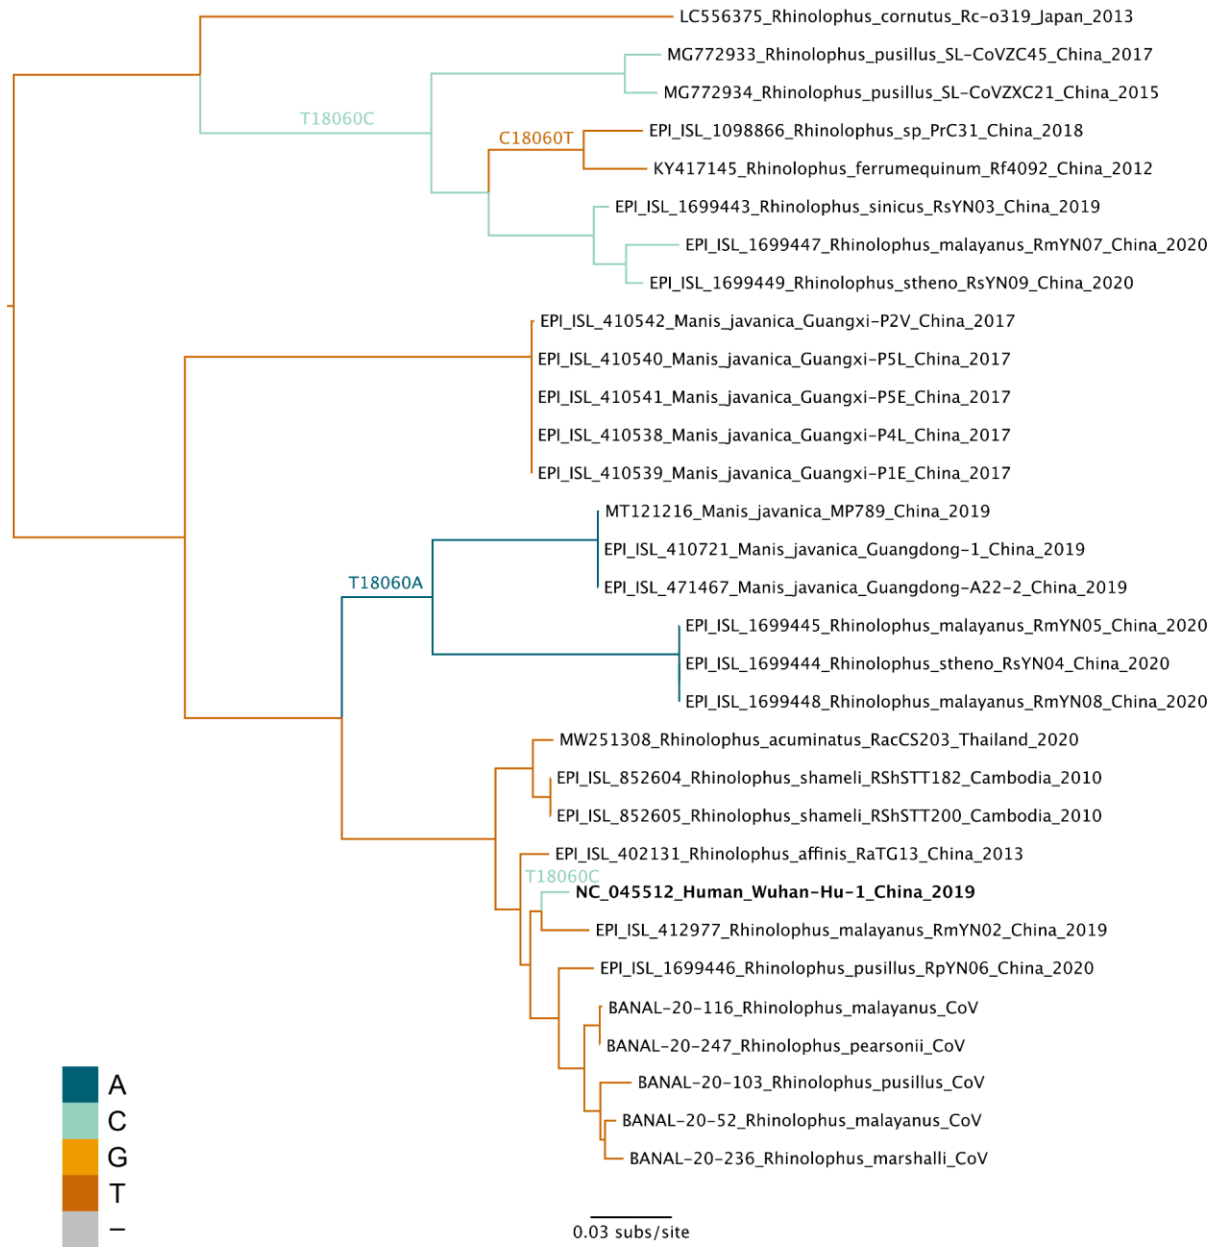 LC556375_Rhinolophus_cornutus_Rc-o319_Japan_2013
MG772933_Rhinolophus_pusillus_SL-CoVZC45_China_2017
MG772934_Rhinolophus_pusillus_SL-CoVZXC21_China_2015
T18060C
EPI_ISL_1098866_Rhinolophus_sp_PrC31_China_2018
C18060T
KY417145_Rhinolophus_ferrumequinum_Rf4092_China_2012
EPI_ISL_1699443_Rhinolophus_sinicus_RsYN03_China_2019
EPI_ISL_1699447_Rhinolophus_malayanus_RmYN07_China_2020
EPI_ISL_1699449_Rhinolophus_stheno_RsYN09_China_2020
EPI_ISL_410542_Manis_javanica_Guangxi-P2V_China_2017
EPI_ISL_410540_Manis_javanica_Guangxi-P5L_China_2017
EPI_ISL_410541_Manis_javanica_Guangxi-P5E_China_2017
EPI_ISL_410538_Manis_javanica_Guangxi-P4L_China_2017
EPI_ISL_410539_Manis_javanica_Guangxi-P1E_China_2017
MT121216_Manis_javanica_MP789_China_2019
EPI_ISL_410721_Manis_javanica_Guangdong-1_China_2019
T18060A
EPI_ISL_471467_Manis_javanica_Guangdong-A22-2_China_2019
EPI_ISL_1699445_Rhinolophus_malayanus_RmYN05_China_2020
EPI_ISL_1699444_Rhinolophus_stheno_RsYN04_China_2020
EPI_ISL_1699448_Rhinolophus_malayanus_RmYN08_China_2020
MW251308_Rhinolophus_acuminatus_RacCS203_Thailand_2020
EPI_ISL_852604_Rhinolophus_shameli_RShSTT182_Cambodia_2010
EPI_ISL_852605_Rhinolophus_shameli_RShSTT200_Cambodia_2010
EPI_ISL_402131_Rhinolophus_affinis_RaTG13_China_2013
T18060C
NC_045512_Human_Wuhan-Hu-1_China_2019
EPI_ISL_412977_Rhinolophus_malayanus_RmYN02_China_2019
EPI_ISL_1699446_Rhinolophus_pusillus_RpYN06_China_2020
BANAL-20-116_Rhinolophus_malayanus_CoV
BANAL-20-247_Rhinolophus_pearsonii_CoV
BANAL-20-103_Rhinolophus_pusillus_CoV
BANAL-20-52_Rhinolophus_malayanus_CoV
BANAL-20-236_Rhinolophus_marshalli_CoV
A
C
G
T
–
0.03 subs/site